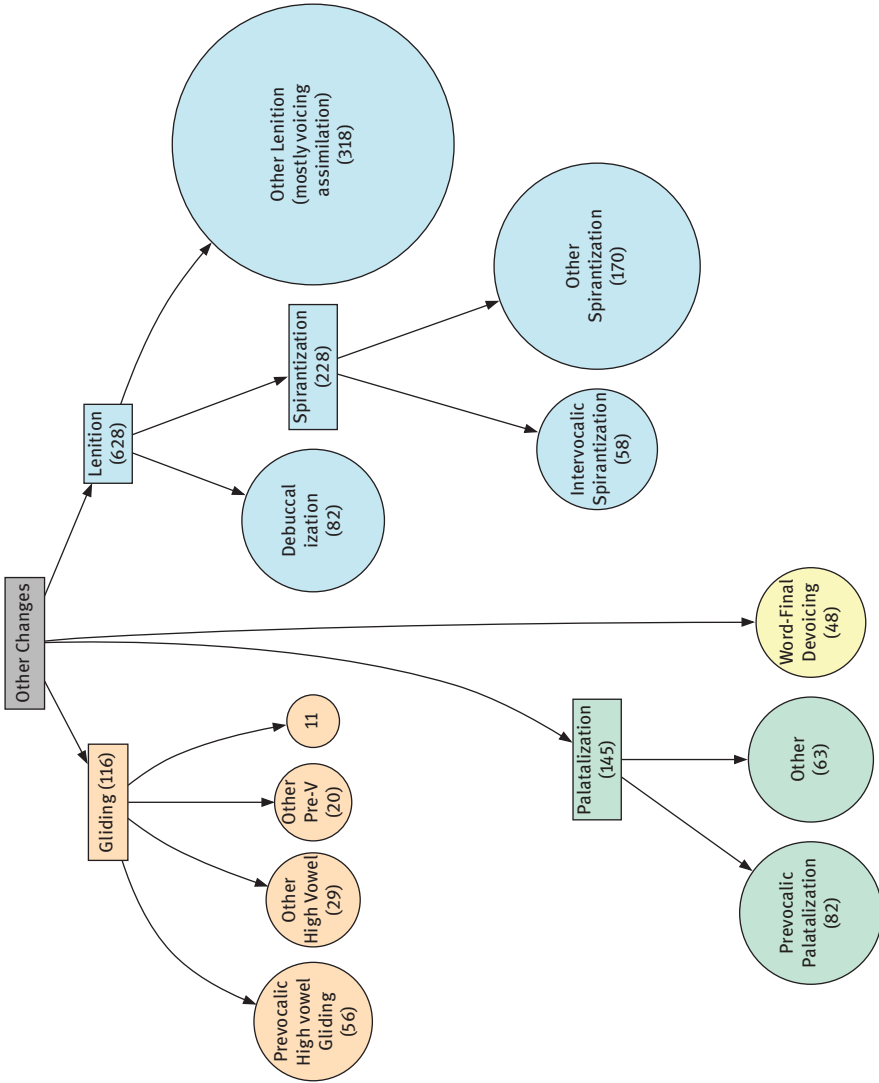 Other Changes
Gliding (116)
Prevocalic
High vowel
Gliding
(56)
Other
High Vowel
(29)
Other
Pre-V
(20)
11
Lenition
(628)
Debuccal
ization
(82)
Spirantization
(228)
Intervocalic
Spirantization
(58)
Other
Spirantization
(170)
Other Lenition
(mostly voicing
assimilation)
(318)
Palatalization
(145)
Prevocalic
Palatalization
(82)
Other
(63)
Word-Final
Devoicing
(48)